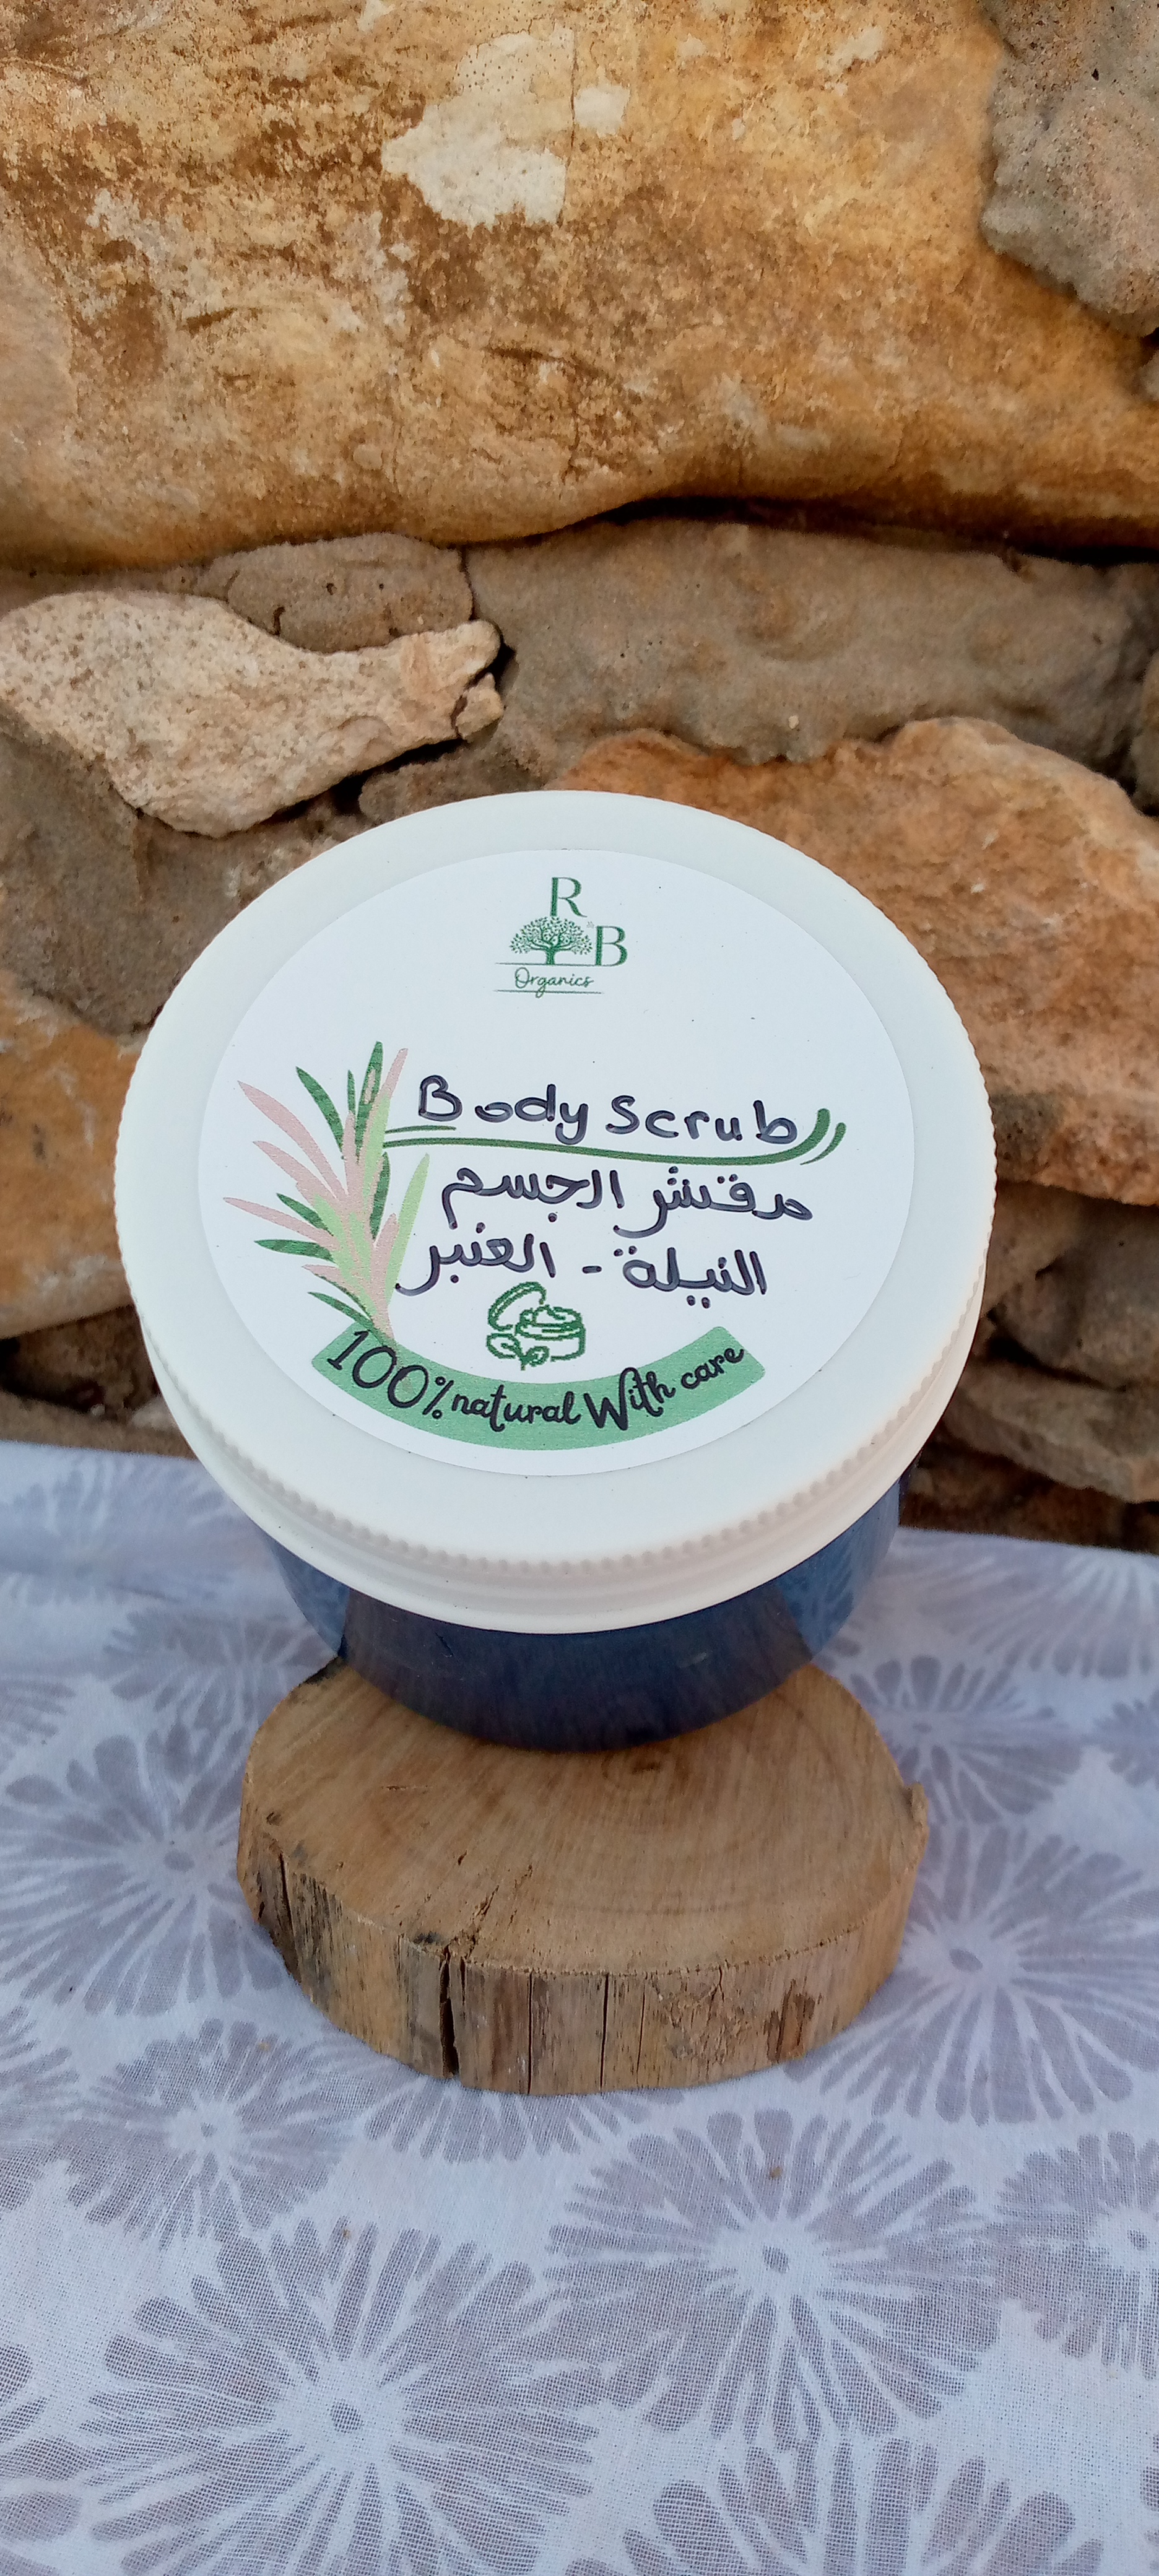 R & B
Organics
Body Scrub
مقشر الجسم
النيلة - العنبر
100% natural With care